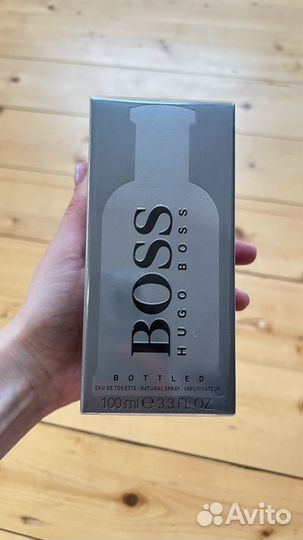 BOSS
HUGO BOSS
BOTTLED
EAU DE TOILETTE · NATURAL SPRAY · VAPORISATEUR
100 ml e 3.3 FL.OZ.
Avito